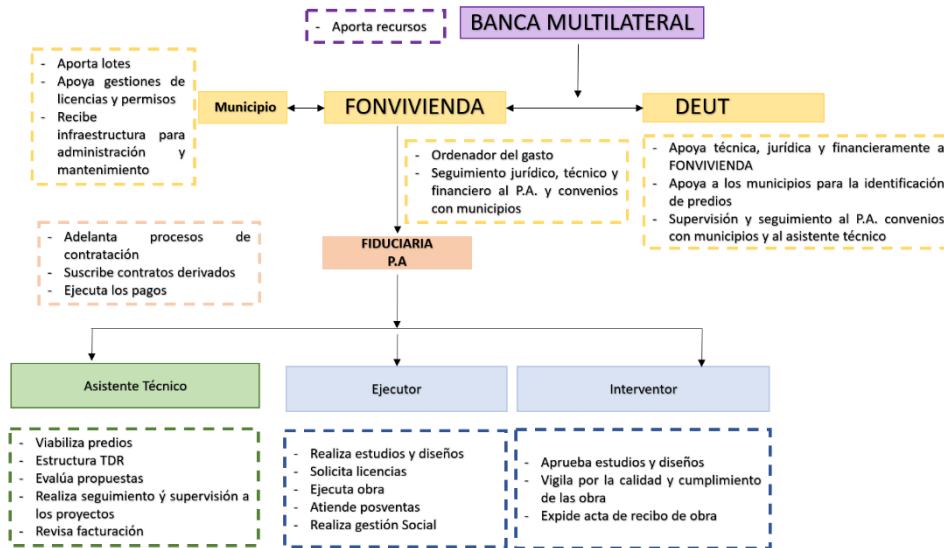 - Aporta recursos
BANCA MULTILATERAL
- Aporta lotes
- Apoya gestiones de
licencias y permisos
- Recibe
infraestructura para
administración y
mantenimiento
Municipio
FONVIVIENDA
DEUT
- Ordenador del gasto
- Seguimiento jurídico, técnico y
financiero al P.A. y convenios
con municipios
- Apoya técnica, jurídica y financieramente a
FONVIVIENDA
- Apoya a los municipios para la identificación
de predios
- Supervisión y seguimiento al P.A. convenios
con municipios y al asistente técnico
- Adelanta procesos de
contratación
- Suscribe contratos derivados
- Ejecuta los pagos
FIDUCIARIA
P.A
Asistente Técnico
Ejecutor
Interventor
- Viabiliza predios
- Estructura TDR
- Evalúa propuestas
- Realiza seguimiento ý supervisión a
los proyectos
- Revisa facturación
- Realiza estudios y diseños
- Solicita licencias
- Ejecuta obra
- Atiende posventas
- Realiza gestión Social
- Aprueba estudios y diseños
- Vigila por la calidad y cumplimiento
de las obra
- Expide acta de recibo de obra